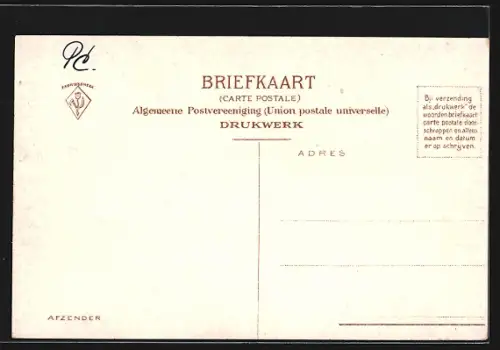 PC.
BRIEFKAART
(CARTE POSTALE)
Algemeene Postvereeniging (Union postale universelle)
DRUKWERK
Bij verzending
als „drukwerk" de
woorden briefkaart
carte postale door-
schrappen en alleen
naam en datum
er op schrijven.
ADRES
AFZENDER